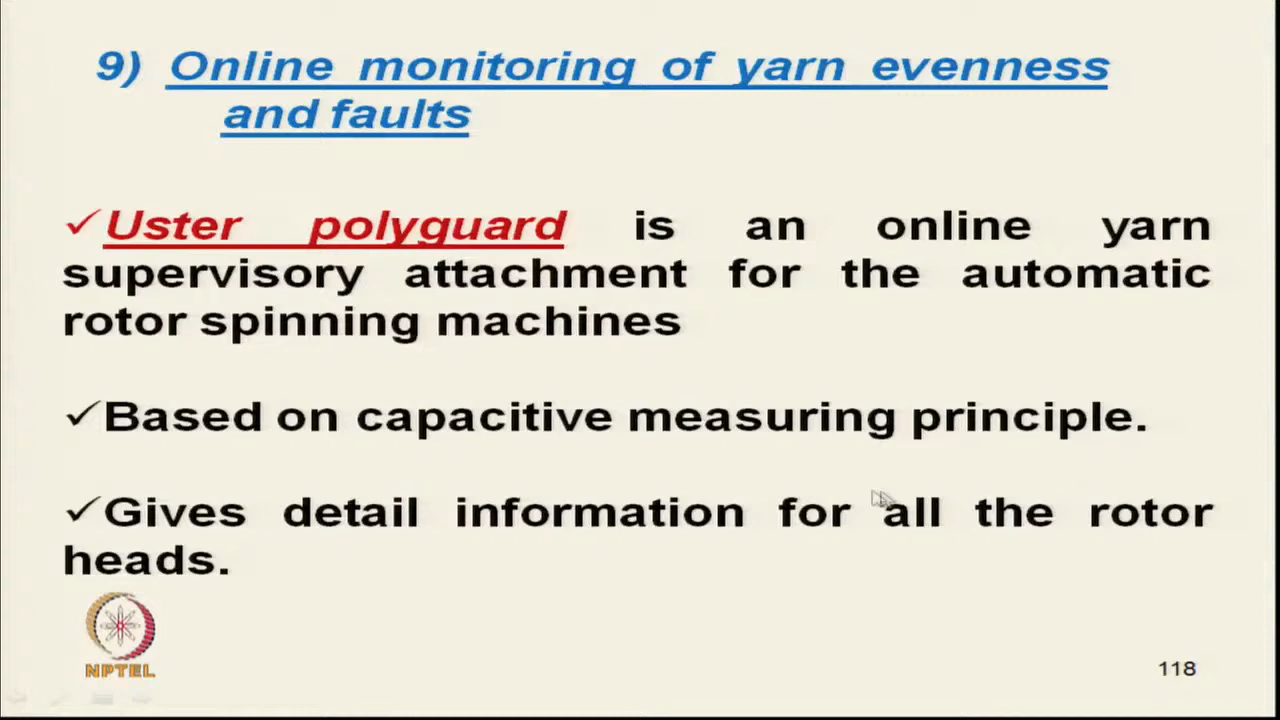 9) Online monitoring of yarn evenness
and faults
✓Uster polyguard is an online yarn
supervisory attachment for the automatic
rotor spinning machines
✓Based on capacitive measuring principle.
✓Gives detail information for all the rotor
heads.
NPTEL
118